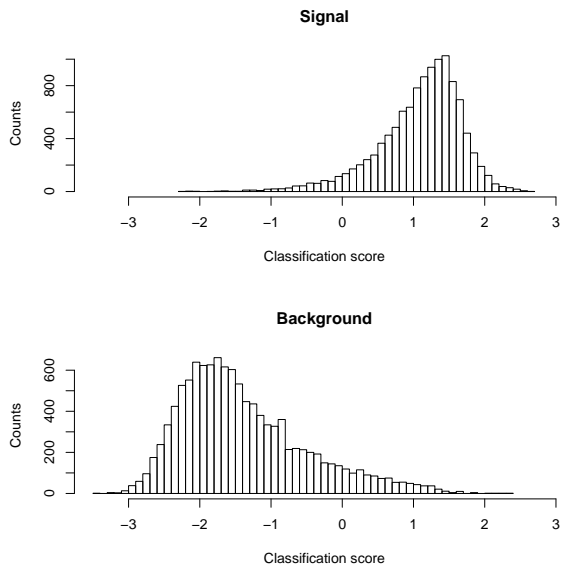 Signal
Counts
800
400
0
–3 –2 –1 0 1 2 3
Classification score
Background
Counts
600
400
200
0
–3 –2 –1 0 1 2 3
Classification score